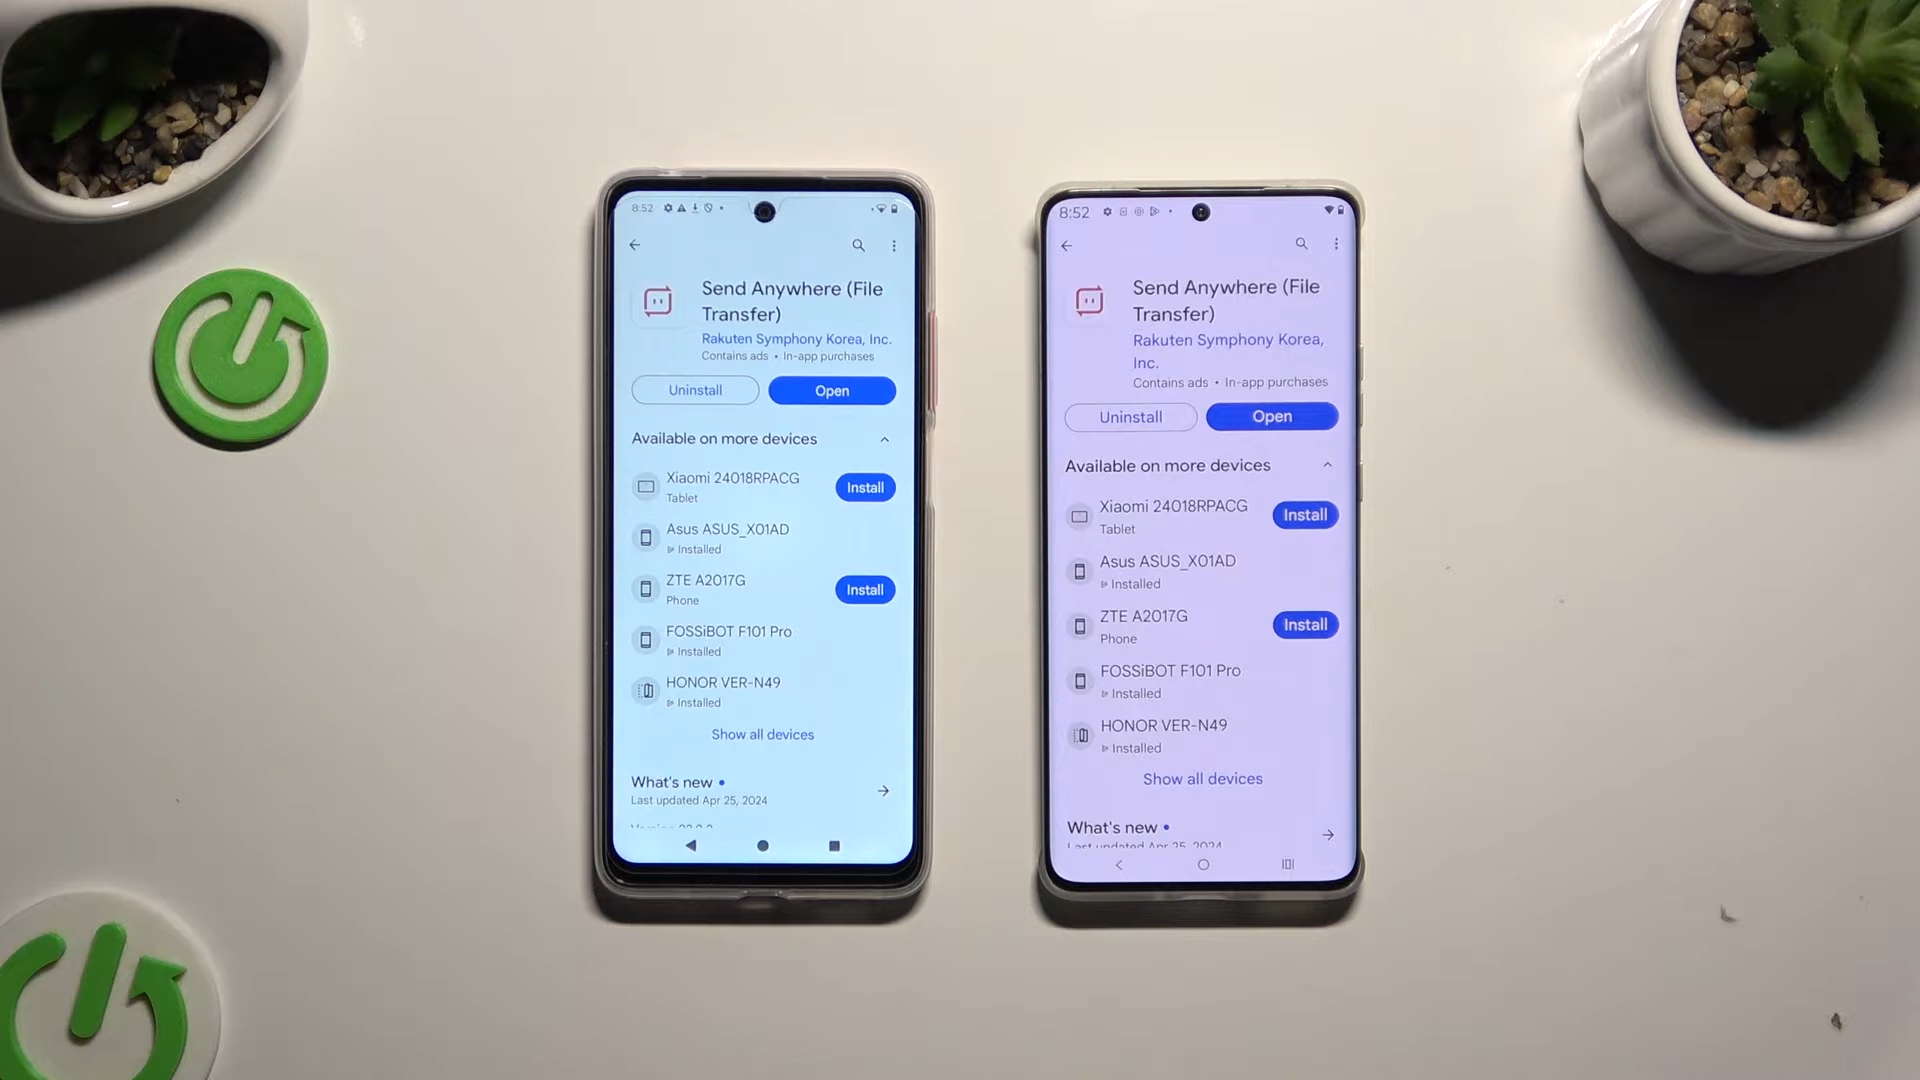 8:52
Send Anywhere (File
Transfer)
Rakuten Symphony Korea, Inc.
Contains ads • In-app purchases
Uninstall
Open
Available on more devices
Xiaomi 24018RPACG
Tablet
Install
Asus ASUS_X01AD
Installed
ZTE A2017G
Phone
Install
FOSSiBOT F101 Pro
Installed
HONOR VER-N49
Installed
Show all devices
What's new •
Last updated Apr 25, 2024
8:52
Send Anywhere (File
Transfer)
Rakuten Symphony Korea,
Inc.
Contains ads • In-app purchases
Uninstall
Open
Available on more devices
Xiaomi 24018RPACG
Tablet
Install
Asus ASUS_X01AD
Installed
ZTE A2017G
Phone
Install
FOSSiBOT F101 Pro
Installed
HONOR VER-N49
Installed
Show all devices
What's new •
Last updated Apr 25, 2024